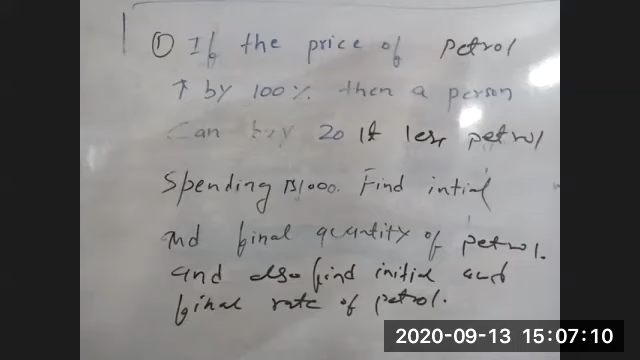 ① If the price of petrol
↑ by 100% then a person
Can buy 20 lt less petrol
Spending Rs1000. Find intial
and final quantity of petrol.
and also find initial and
final rate of petrol.
2020-09-13 15:07:10